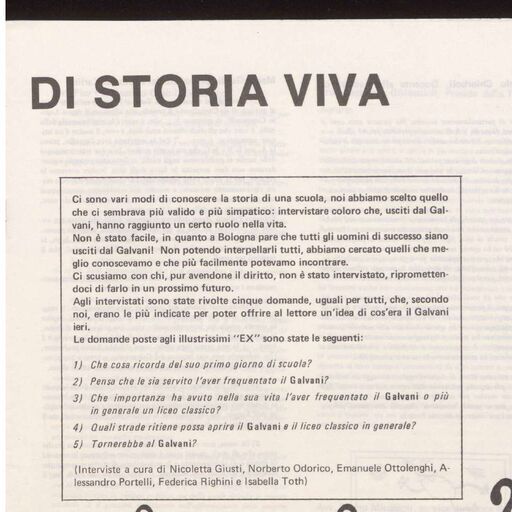 DI STORIA VIVA
Ci sono vari modi di conoscere la storia di una scuola, noi abbiamo scelto quello
che ci sembrava più valido e più simpatico: intervistare coloro che, usciti dal Gal-
vani, hanno raggiunto un certo ruolo nella vita.
Non è stato facile, in quanto a Bologna pare che tutti gli uomini di successo siano
usciti dal Galvani! Non potendo interpellarli tutti, abbiamo cercato quelli che me-
glio conoscevamo e che più facilmente potevamo incontrare.
Ci scusiamo con chi, pur avendone il diritto, non è stato intervistato, ripromettен-
doci di farlo in un prossimo futuro.
Agli intervistati sono state rivolte cinque domande, uguali per tutti, che, secondo
noi, erano le più indicate per poter offrire al lettore un'idea di cos'era il Galvani
ieri.
Le domande poste agli illustrissimi "EX" sono state le seguenti:
1) Che cosa ricorda del suo primo giorno di scuola?
2) Pensa che le sia servito l'aver frequentato il Galvani?
3) Che importanza ha avuto nella sua vita l'aver frequentato il Galvani o più
in generale un liceo classico?
4) Quali strade ritiene possa aprire il Galvani e il liceo classico in generale?
5) Tornerebbe al Galvani?
(Interviste a cura di Nicoletta Giusti, Norberto Odorico, Emanuele Ottolenghi, A-
lessandro Portelli, Federica Righini e Isabella Toth)